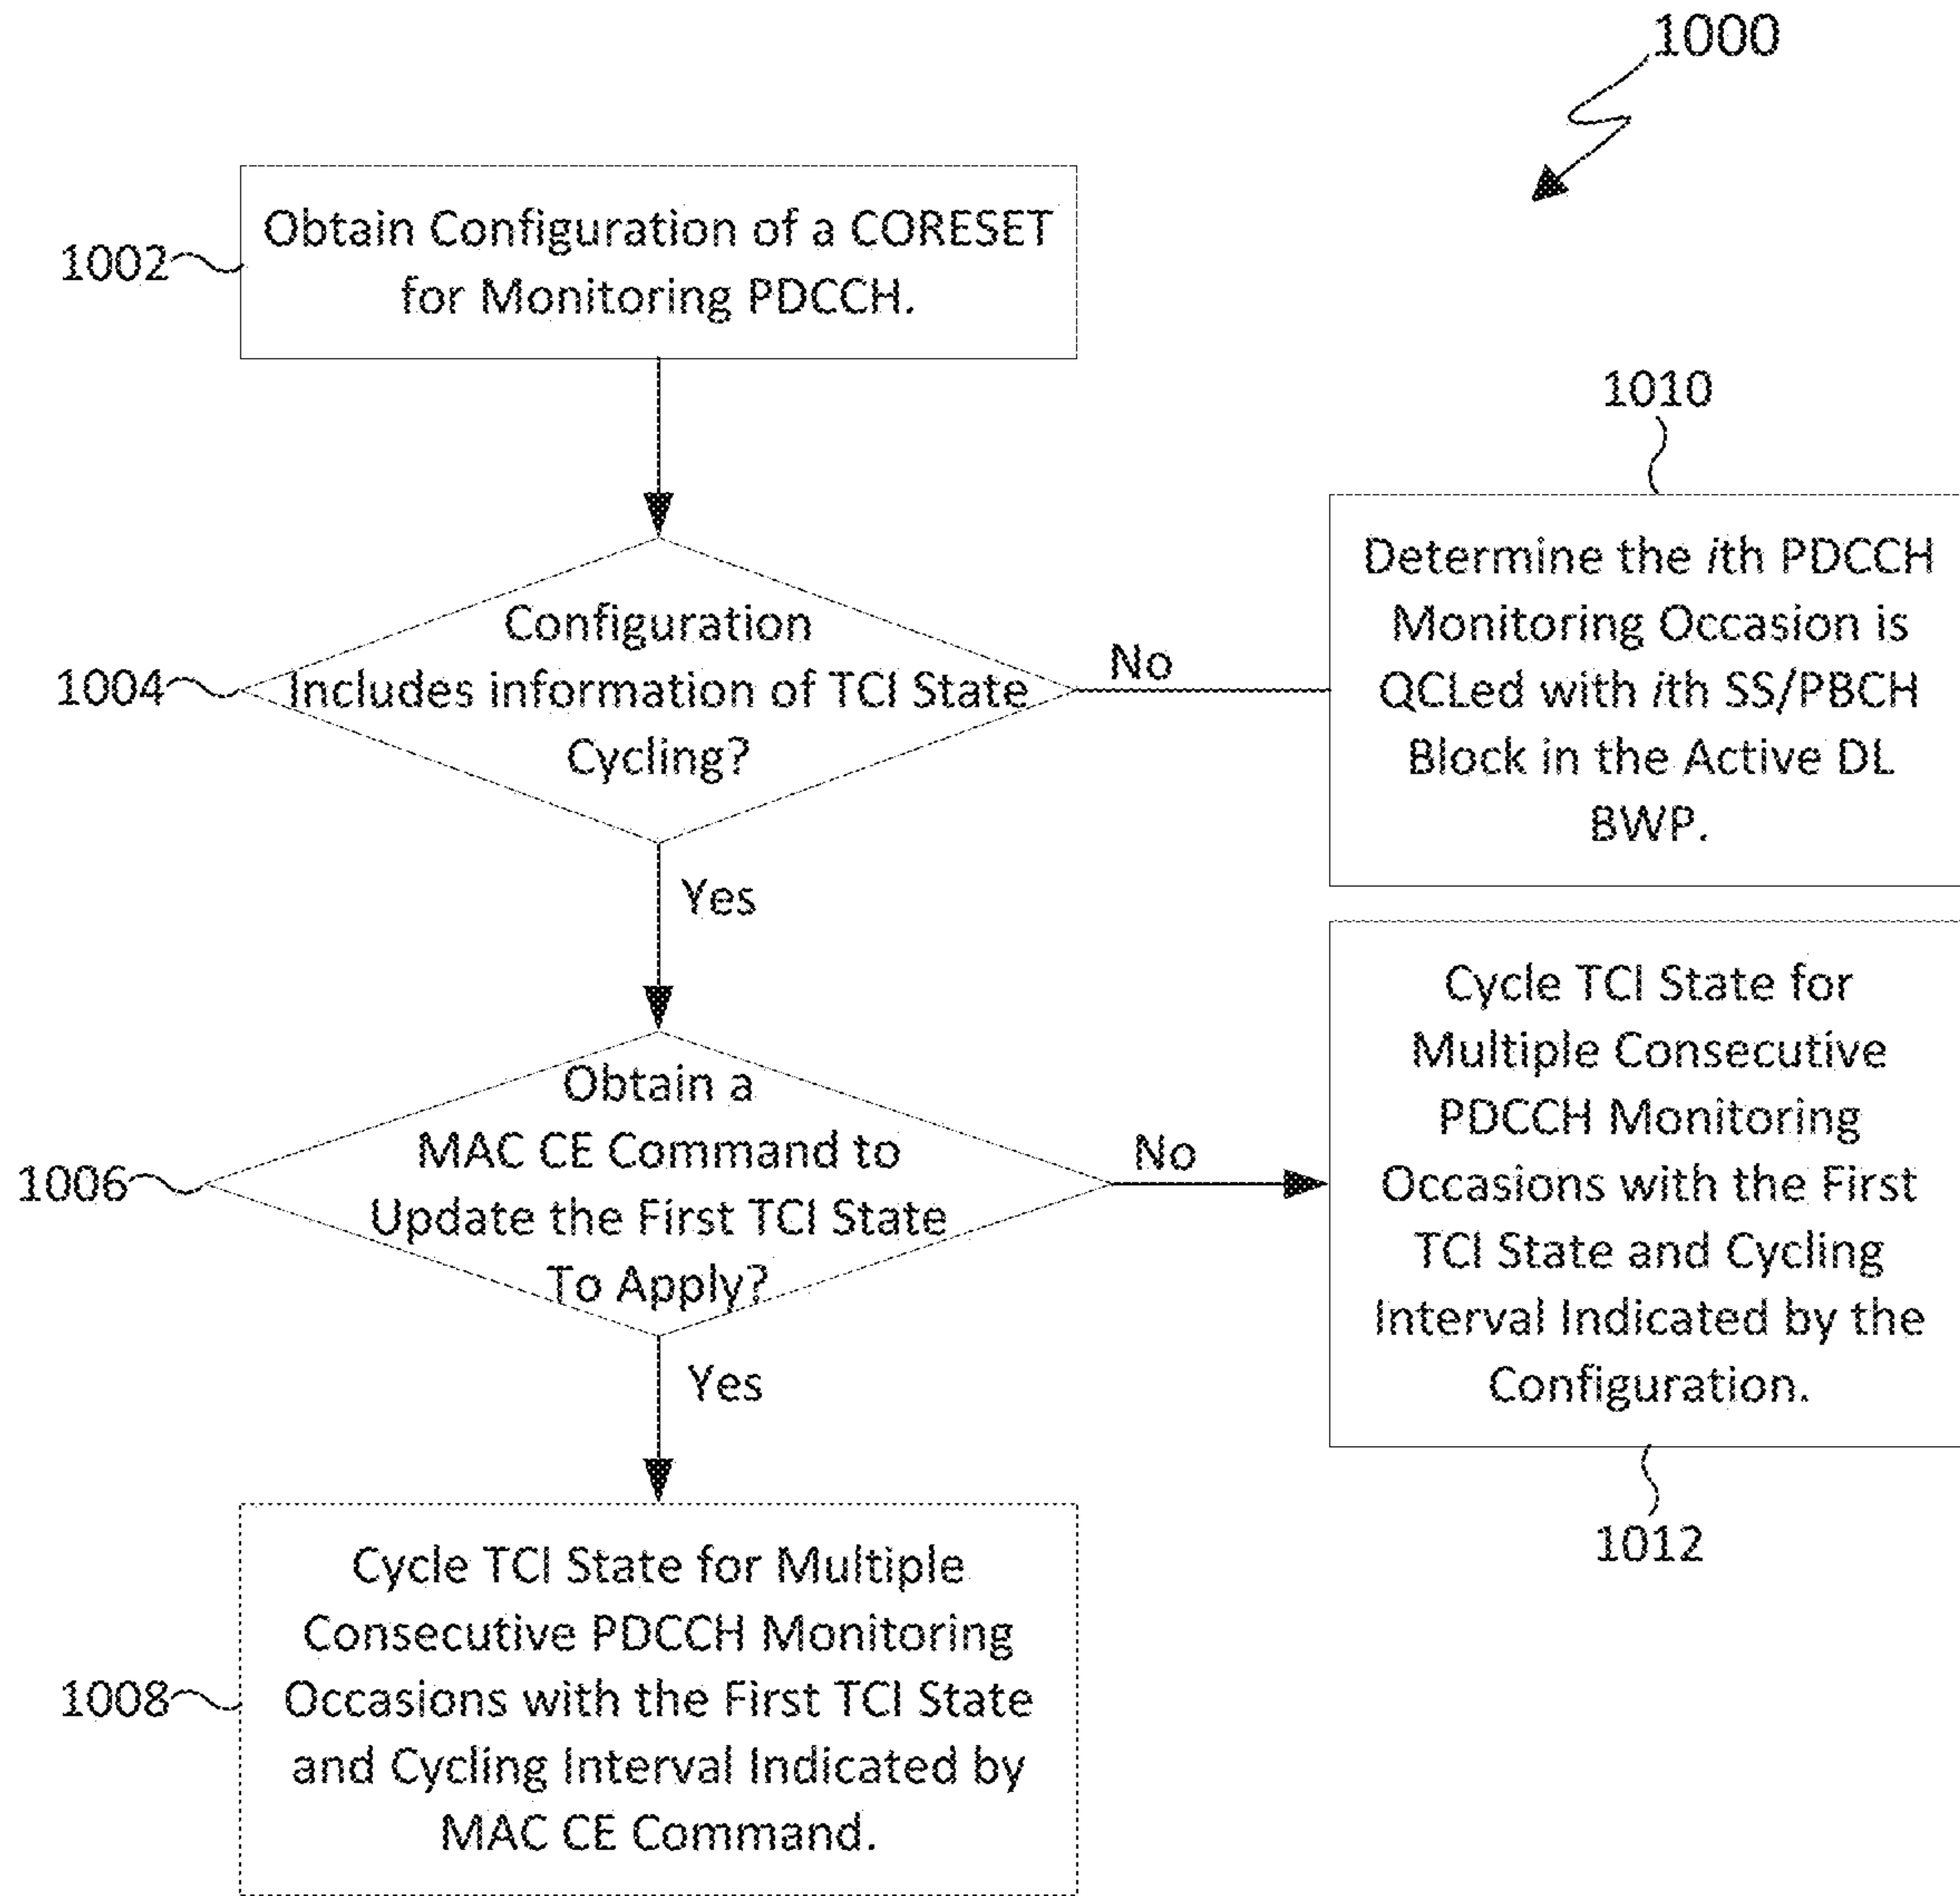 1000
1002
Obtain Configuration of a CORESET
for Monitoring PDCCH.
1004
Configuration
Includes information of TCI State
Cycling?
No
Yes
1010
Determine the ith PDCCH
Monitoring Occasion is
QCLed with ith SS/PBCH
Block in the Active DL
BWP.
1006
Obtain a
MAC CE Command to
Update the First TCI State
To Apply?
No
Yes
Cycle TCI State for
Multiple Consecutive
PDCCH Monitoring
Occasions with the First
TCI State and Cycling
Interval Indicated by the
Configuration.
1012
1008
Cycle TCI State for Multiple
Consecutive PDCCH Monitoring
Occasions with the First TCI State
and Cycling Interval Indicated by
MAC CE Command.